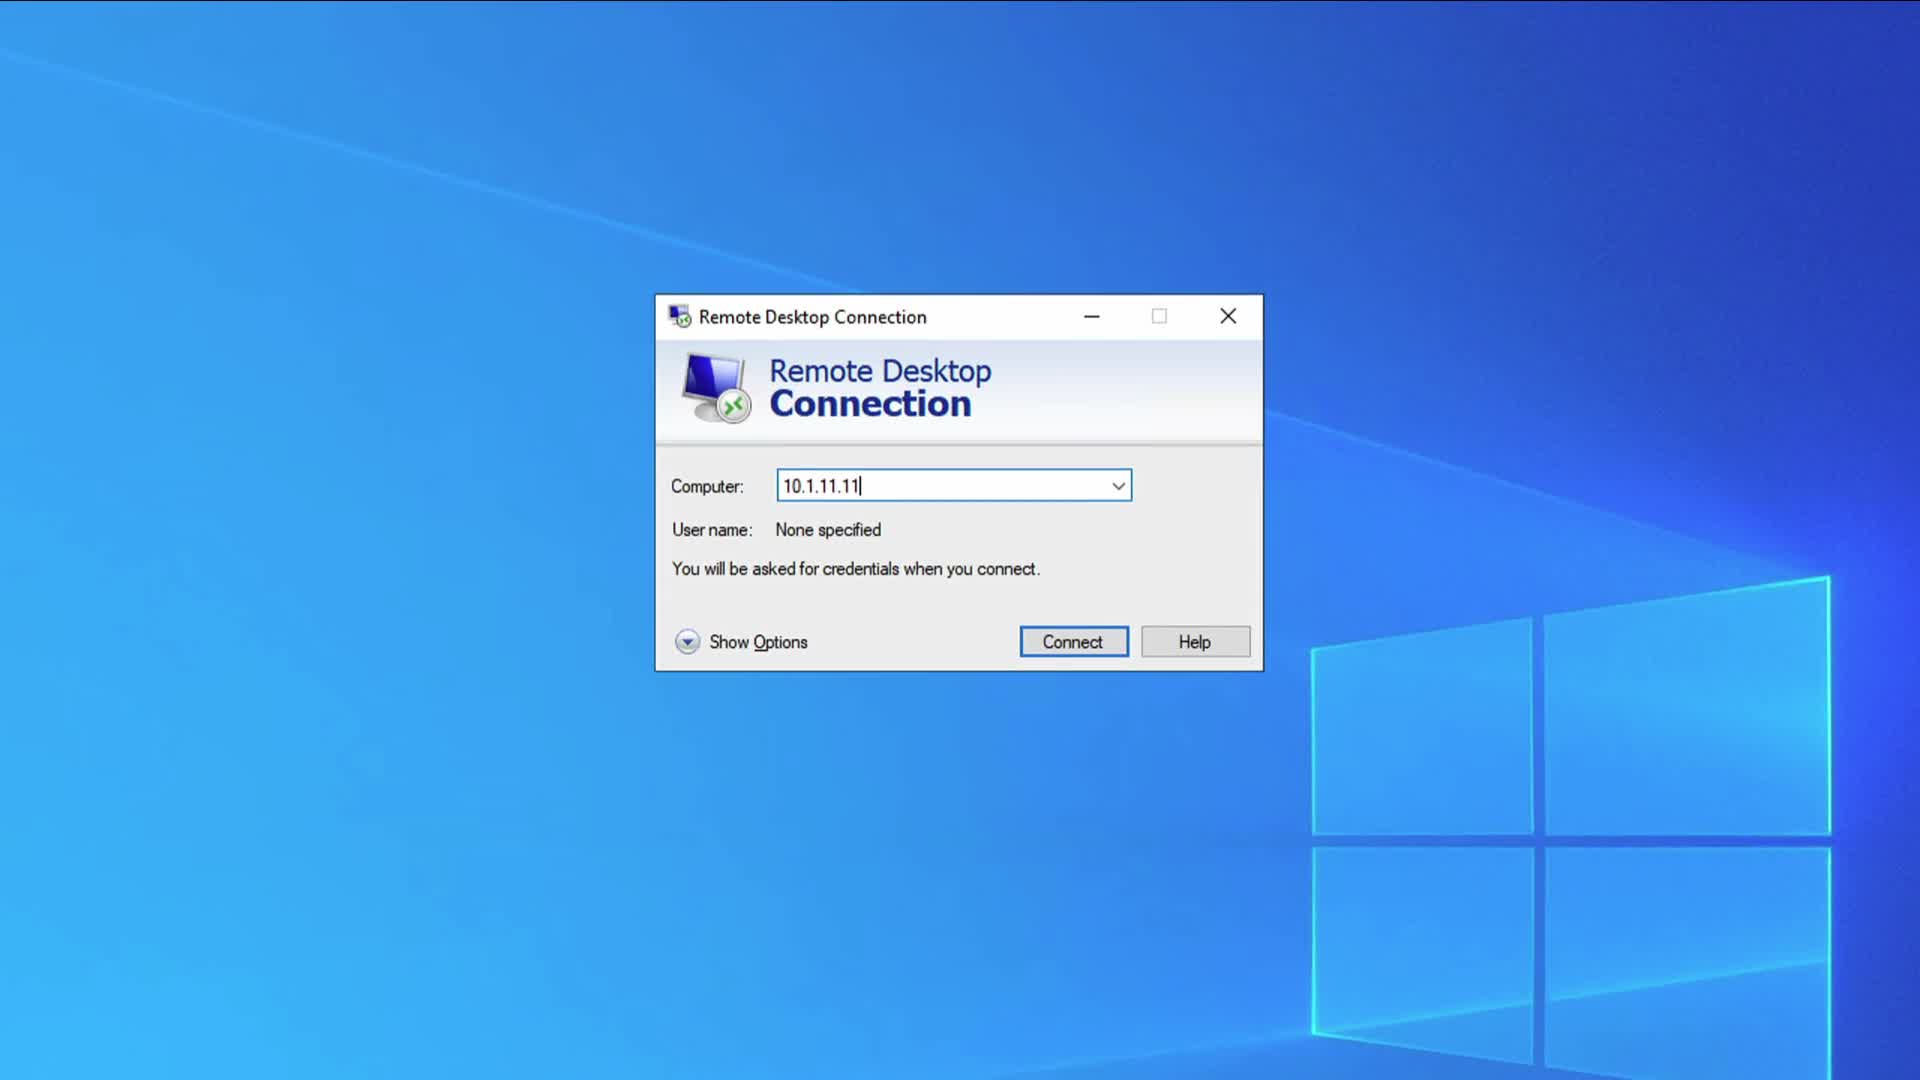 Remote Desktop Connection
Remote Desktop
Connection
Computer: 10.1.11.11
User name: None specified
You will be asked for credentials when you connect.
Show Options Connect Help